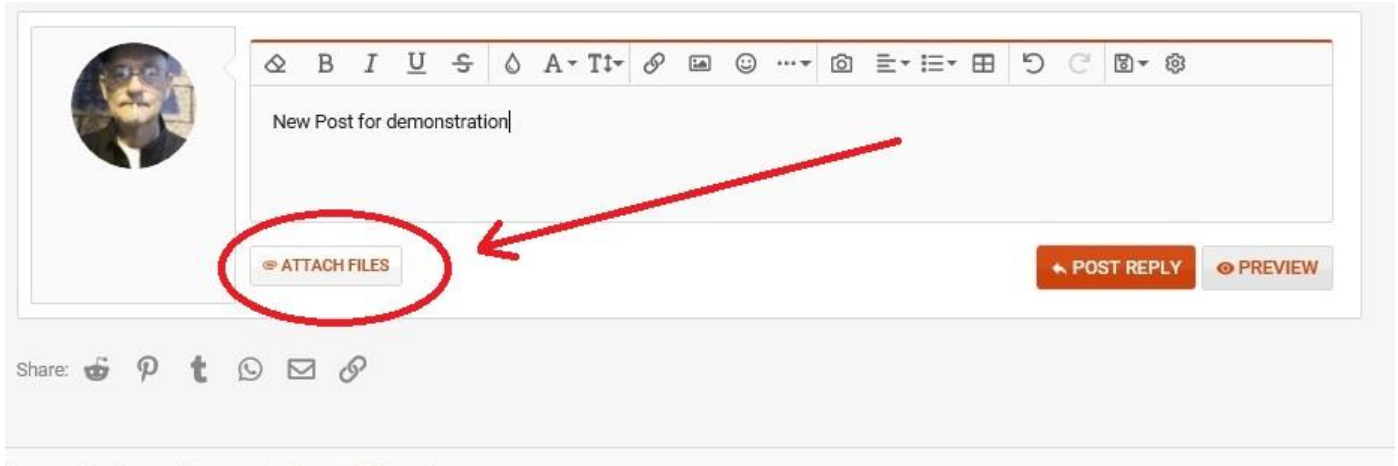 B I U S A T
New Post for demonstration
ATTACH FILES
POST REPLY
PREVIEW
Share: